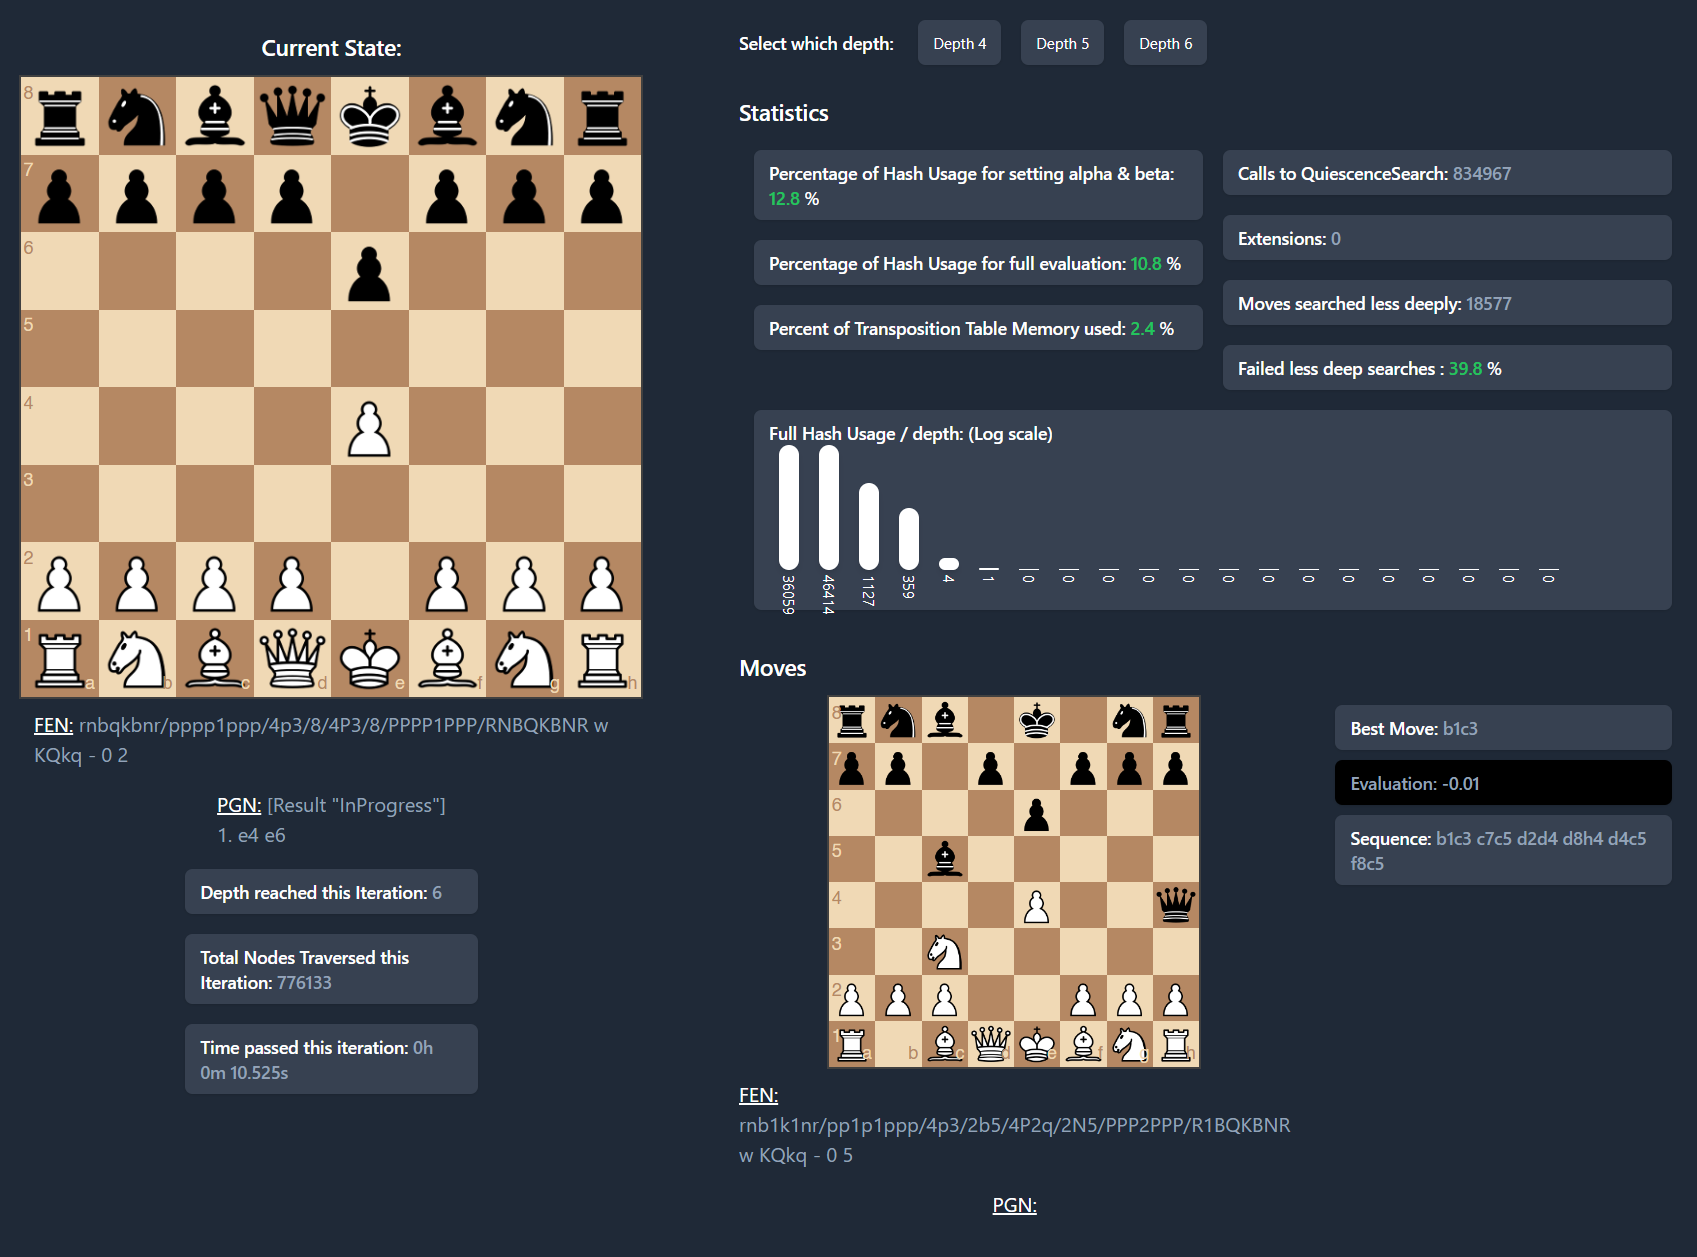 Current State:
8
7
6
5
4
3
2
1
a b c d e f g h
FEN: rnbqkbnr/pppp1ppp/4p3/8/4P3/8/PPPP1PPP/RNBQKBNR w
KQkq - 0 2
PGN: [Result "InProgress"]
1. e4 e6
Depth reached this Iteration: 6
Total Nodes Traversed this
Iteration: 776133
Time passed this iteration: 0h
0m 10.525s
Select which depth: Depth 4 Depth 5 Depth 6
Statistics
Percentage of Hash Usage for setting alpha & beta:
12.8 %
Percentage of Hash Usage for full evaluation: 10.8 %
Percent of Transposition Table Memory used: 2.4 %
Calls to QuiescenceSearch: 834967
Extensions: 0
Moves searched less deeply: 18577
Failed less deep searches : 39.8 %
Full Hash Usage / depth: (Log scale)
36059 46414 11127 359 4 1 0 0 0 0 0 0 0 0 0 0 0 0 0 0
Moves
8
7
6
5
4
3
2
1
a b c d e f g h
FEN:
rnb1k1nr/pp1p1ppp/4p3/2b5/4P2q/2N5/PPP2PPP/R1BQKBNR
w KQkq - 0 5
PGN:
Best Move: b1c3
Evaluation: -0.01
Sequence: b1c3 c7c5 d2d4 d8h4 d4c5
f8c5